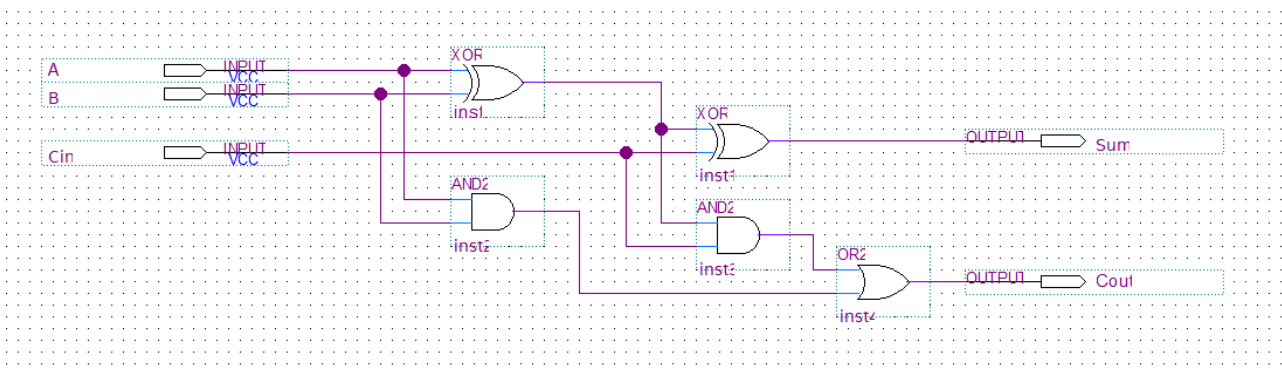 XOR
A INPUT
VCC
B INPUT
VCC
inst
XOR
OUTPUT Sum
Cin INPUT
VCC
inst1
AND2
AND2
inst2
inst3
OR2
OUTPUT Cout
inst4